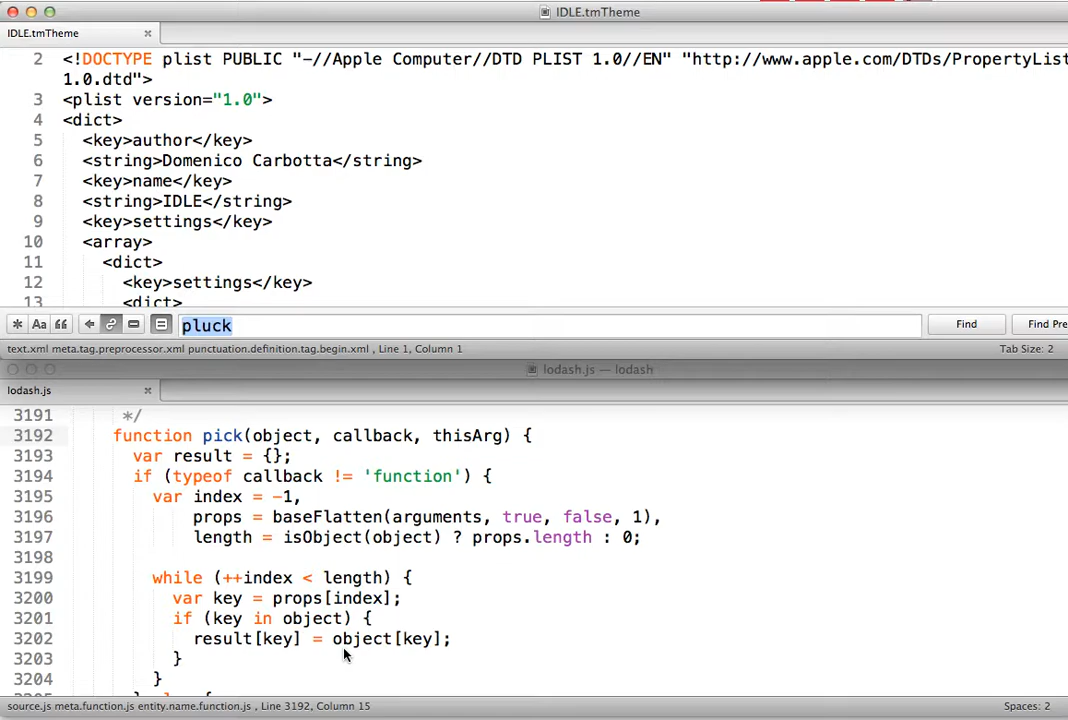 IDLE.tmTheme
IDLE.tmTheme
2 <!DOCTYPE plist PUBLIC "-//Apple Computer//DTD PLIST 1.0//EN" "http://www.apple.com/DTDs/PropertyList
1.0.dtd">
3 <plist version="1.0">
4 <dict>
5 <key>author</key>
6 <string>Domenico Carbotta</string>
7 <key>name</key>
8 <string>IDLE</string>
9 <key>settings</key>
10 <array>
11 <dict>
12 <key>settings</key>
13 <dict>
Aa pluck Find Find Pre
text.xml meta.tag.preprocessor.xml punctuation.definition.tag.begin.xml , Line 1, Column 1 Tab Size: 2
lodash.js — lodash
lodash.js
3191 */
3192 function pick(object, callback, thisArg) {
3193 var result = {};
3194 if (typeof callback != 'function') {
3195 var index = -1,
3196 props = baseFlatten(arguments, true, false, 1),
3197 length = isObject(object) ? props.length : 0;
3198
3199 while (++index < length) {
3200 var key = props[index];
3201 if (key in object) {
3202 result[key] = object[key];
3203 }
3204 }
3205 } else {
source.js meta.function.js entity.name.function.js , Line 3192, Column 15 Spaces: 2